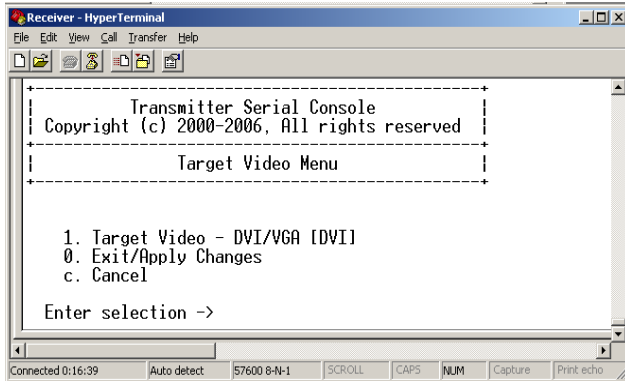 Receiver - HyperTerminal
File Edit View Call Transfer Help
Transmitter Serial Console
Copyright (c) 2000-2006, All rights reserved
Target Video Menu
1. Target Video - DVI/VGA [DVI]
0. Exit/Apply Changes
c. Cancel
Enter selection ->
Connected 0:16:39 Auto detect 57600 8-N-1 SCROLL CAPS NUM Capture Print echo